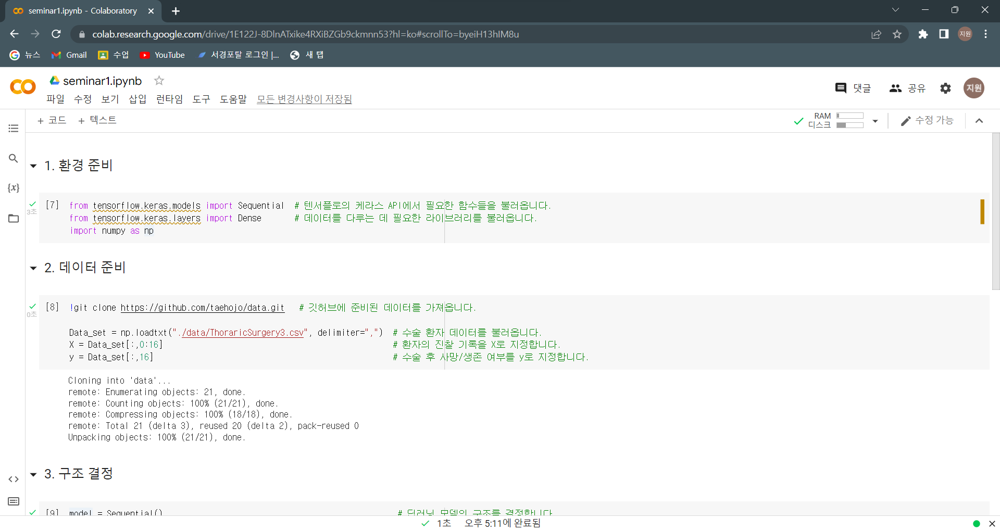 seminar1.ipynb - Colaboratory
colab.research.google.com/drive/1E122J-8DlnATxike4RXiBZGb9ckmnn53?hl=ko#scrollTo=byeiH13hIM8u
지원
뉴스 Gmail 수업 YouTube 서경포탈 로그인 |... 새 탭
seminar1.ipynb
댓글 공유 지원
파일 수정 보기 삽입 런타임 도구 도움말 모든 변경사항이 저장됨
+ 코드 + 텍스트
RAM
디스크
수정 가능
1. 환경 준비
[7] from tensorflow.keras.models import Sequential # 텐서플로의 케라스 API에서 필요한 함수들을 불러옵니다.
3초
from tensorflow.keras.layers import Dense # 데이터를 다루는 데 필요한 라이브러리를 불러옵니다.
import numpy as np
2. 데이터 준비
[8] !git clone https://github.com/taehojo/data.git # 깃허브에 준비된 데이터를 가져옵니다.
0초
Data_set = np.loadtxt("./data/ThoraricSurgery3.csv", delimiter=",") # 수술 환자 데이터를 불러옵니다.
X = Data_set[:,0:16] # 환자의 진찰 기록을 X로 지정합니다.
y = Data_set[:,16] # 수술 후 사망/생존 여부를 y로 지정합니다.
Cloning into 'data'...
remote: Enumerating objects: 21, done.
remote: Counting objects: 100% (21/21), done.
remote: Compressing objects: 100% (18/18), done.
remote: Total 21 (delta 3), reused 20 (delta 2), pack-reused 0
Unpacking objects: 100% (21/21), done.
3. 구조 결정
[9] model = Sequential() # 딥러닝 모델의 구조를 결정합니다
1초 오후 5:11에 완료됨